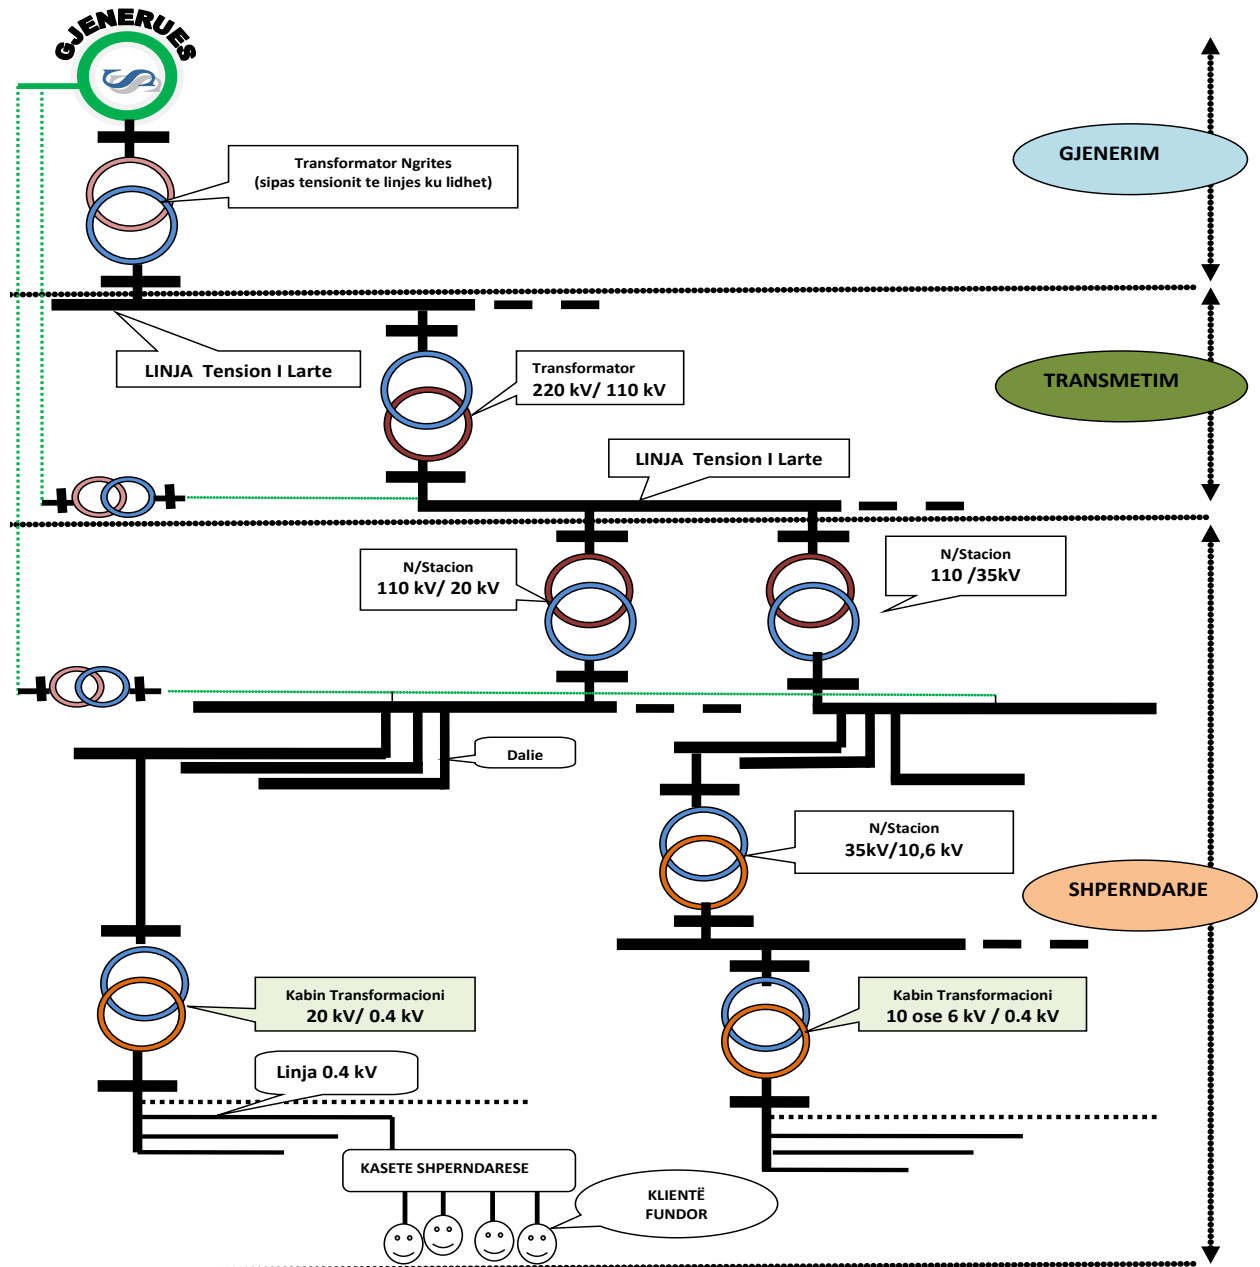 GJENERUES
Transformator Ngrites
(sipas tensionit te linjes ku lidhet)
GJENERIM
LINJA Tension I Larte
Transformator
220 kV/ 110 kV
TRANSMETIM
LINJA Tension I Larte
N/Stacion
110 kV/ 20 kV
N/Stacion
110 /35kV
Dalie
N/Stacion
35kV/10,6 kV
SHPERNDARJE
Kabin Transformacioni
20 kV/ 0.4 kV
Kabin Transformacioni
10 ose 6 kV / 0.4 kV
Linja 0.4 kV
KASETE SHPERNDARESE
KLIENTË
FUNDOR